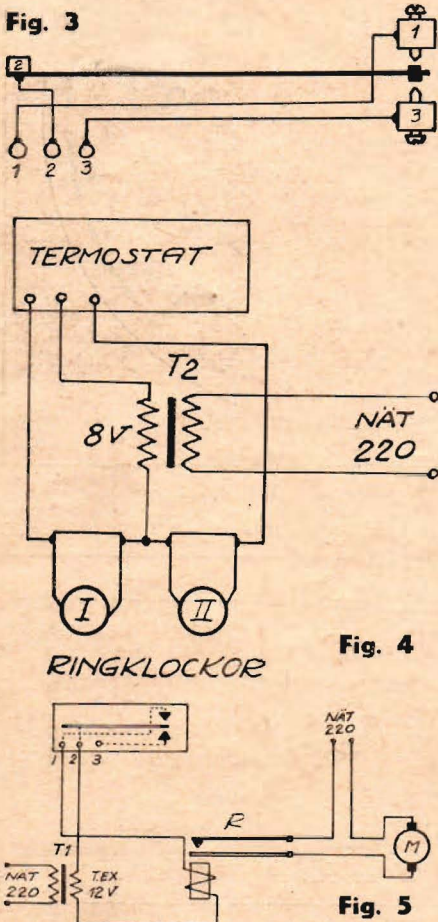 Fig. 3
1
2
3
1 2 3
TERMOSTAT
T2
8V
NÄT
220
I II
Fig. 4
RINGKLOCKOR
NÄT
220
1 2 3
R
T1
M
NÄT
220
T.EX.
12V
Fig. 5